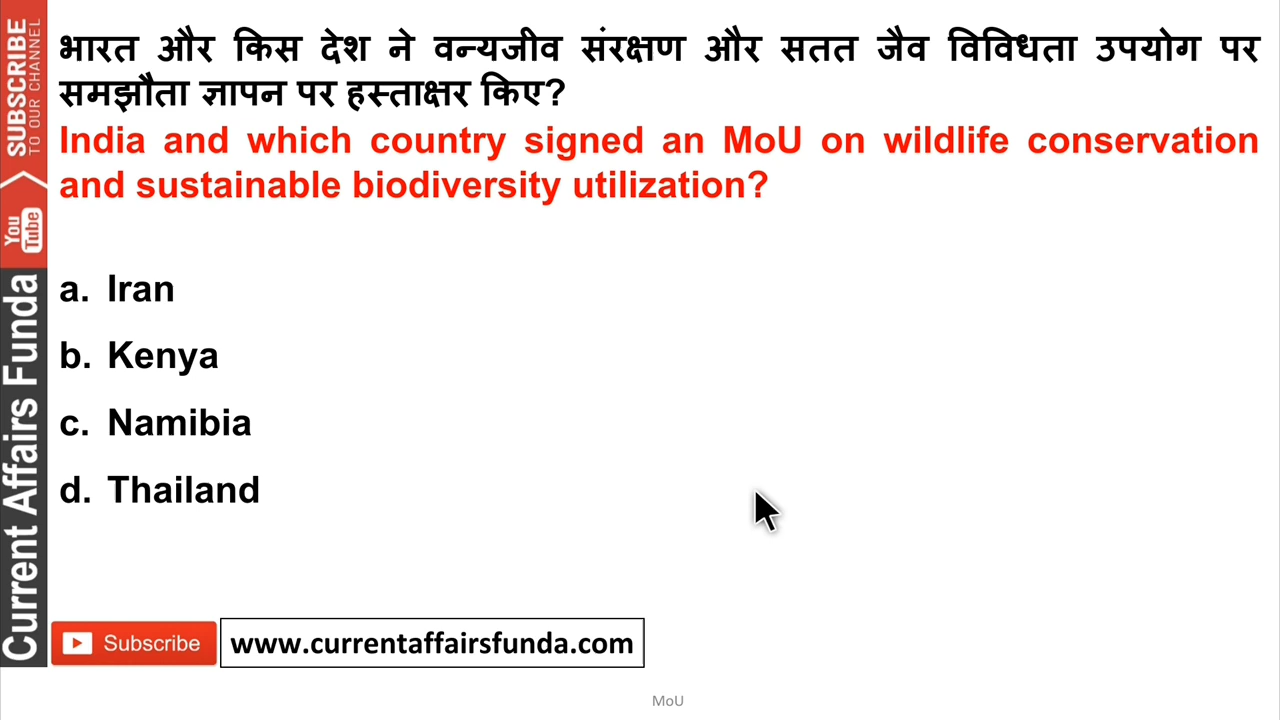 भारत और किस देश ने वन्यजीव संरक्षण और सतत जैव विविधता उपयोग पर
समझौता ज्ञापन पर हस्ताक्षर किए?
India and which country signed an MoU on wildlife conservation
and sustainable biodiversity utilization?
a. Iran
b. Kenya
c. Namibia
d. Thailand
SUBSCRIBE
TO OUR CHANNEL
You
Tube
Current Affairs Funda
Subscribe
www.currentaffairsfunda.com
MoU